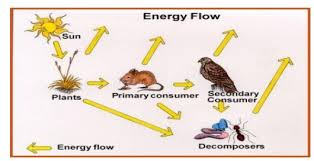 Energy Flow
Sun
Plants
Primary consumer
Secondary
Consumer
Decomposers
Energy flow